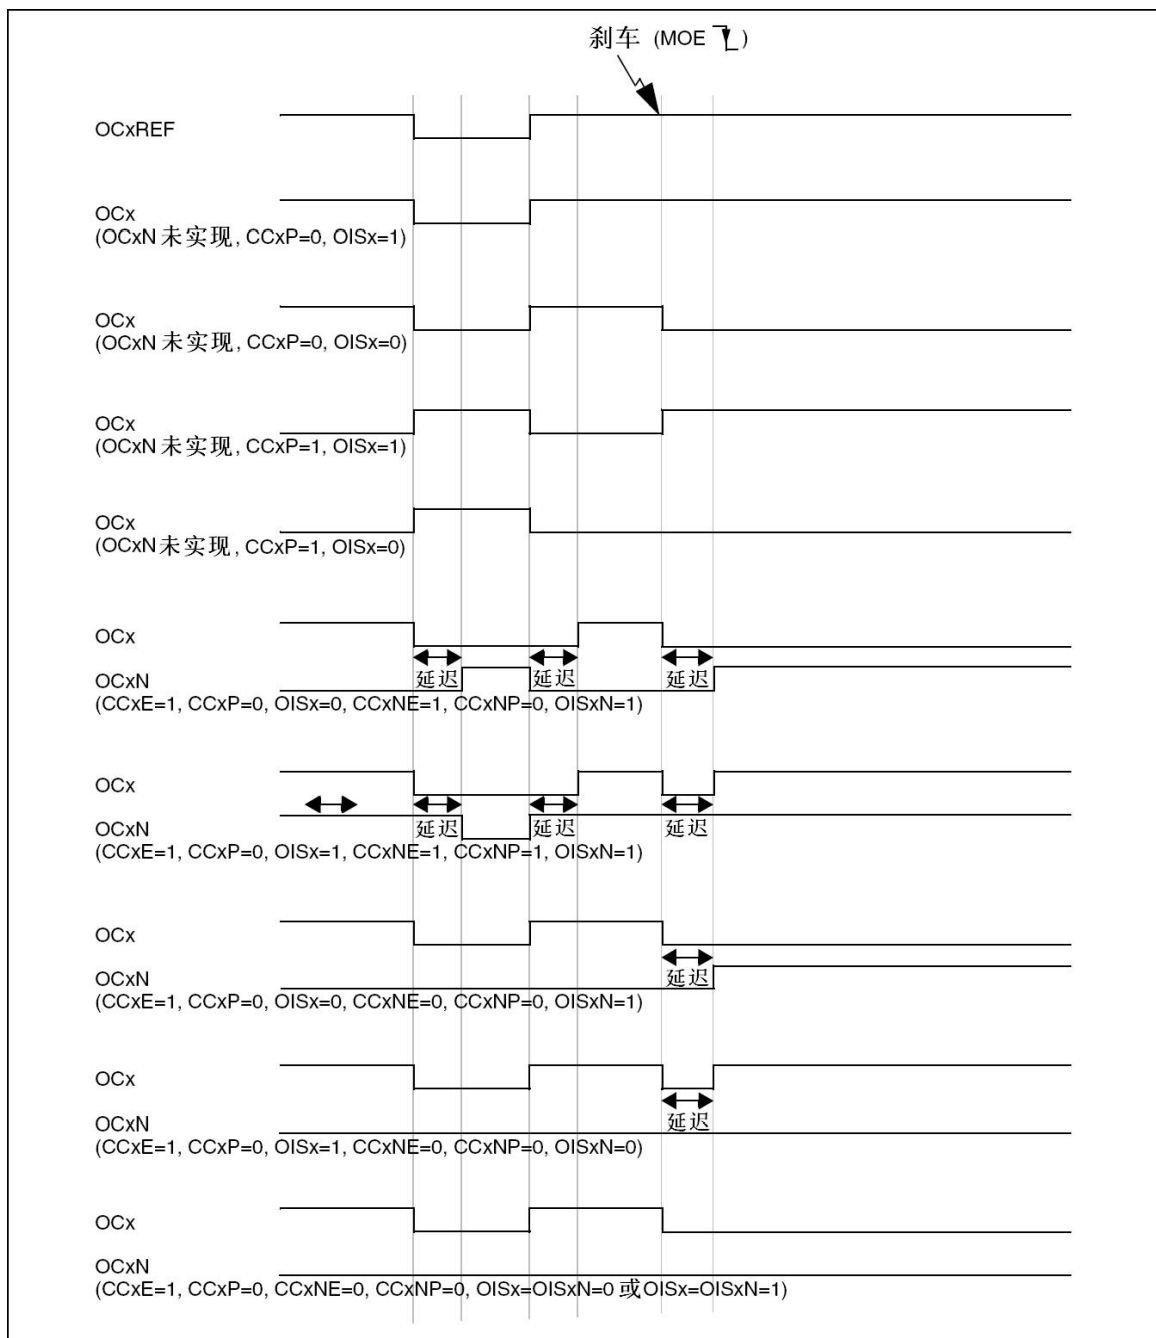 刹车 (MOE )
OCxREF
OCx
(OCxN 未实现, CCxP=0, OISx=1)
OCx
(OCxN 未实现, CCxP=0, OISx=0)
OCx
(OCxN 未实现, CCxP=1, OISx=1)
OCx
(OCxN 未实现, CCxP=1, OISx=0)
OCx
延迟 延迟 延迟
OCxN
(CCxE=1, CCxP=0, OISx=0, CCxNE=1, CCxNP=0, OISxN=1)
OCx
延迟 延迟 延迟
OCxN
(CCxE=1, CCxP=0, OISx=1, CCxNE=1, CCxNP=1, OISxN=1)
OCx
延迟
OCxN
(CCxE=1, CCxP=0, OISx=0, CCxNE=0, CCxNP=0, OISxN=1)
OCx
延迟
OCxN
(CCxE=1, CCxP=0, OISx=1, CCxNE=0, CCxNP=0, OISxN=0)
OCx
OCxN
(CCxE=1, CCxP=0, CCxNE=0, CCxNP=0, OISx=OISxN=0 或OISx=OISxN=1)